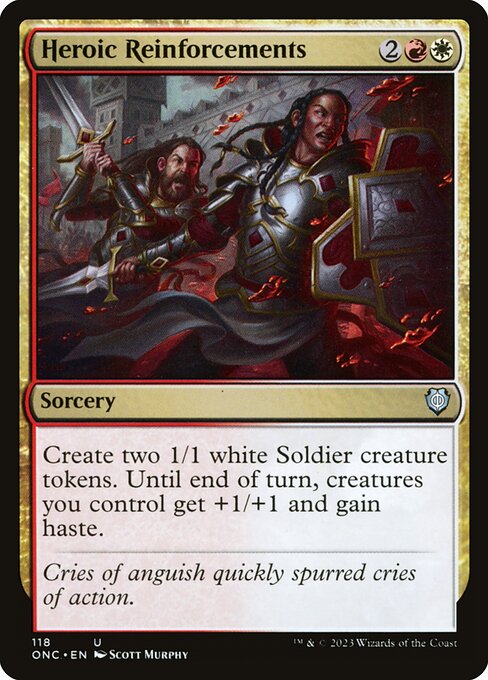 Heroic Reinforcements 2
Sorcery
Create two 1/1 white Soldier creature
tokens. Until end of turn, creatures
you control get +1/+1 and gain
haste.
Cries of anguish quickly spurred cries
of action.
118 U
ONC • EN Scott Murphy
™ & © 2023 Wizards of the Coast